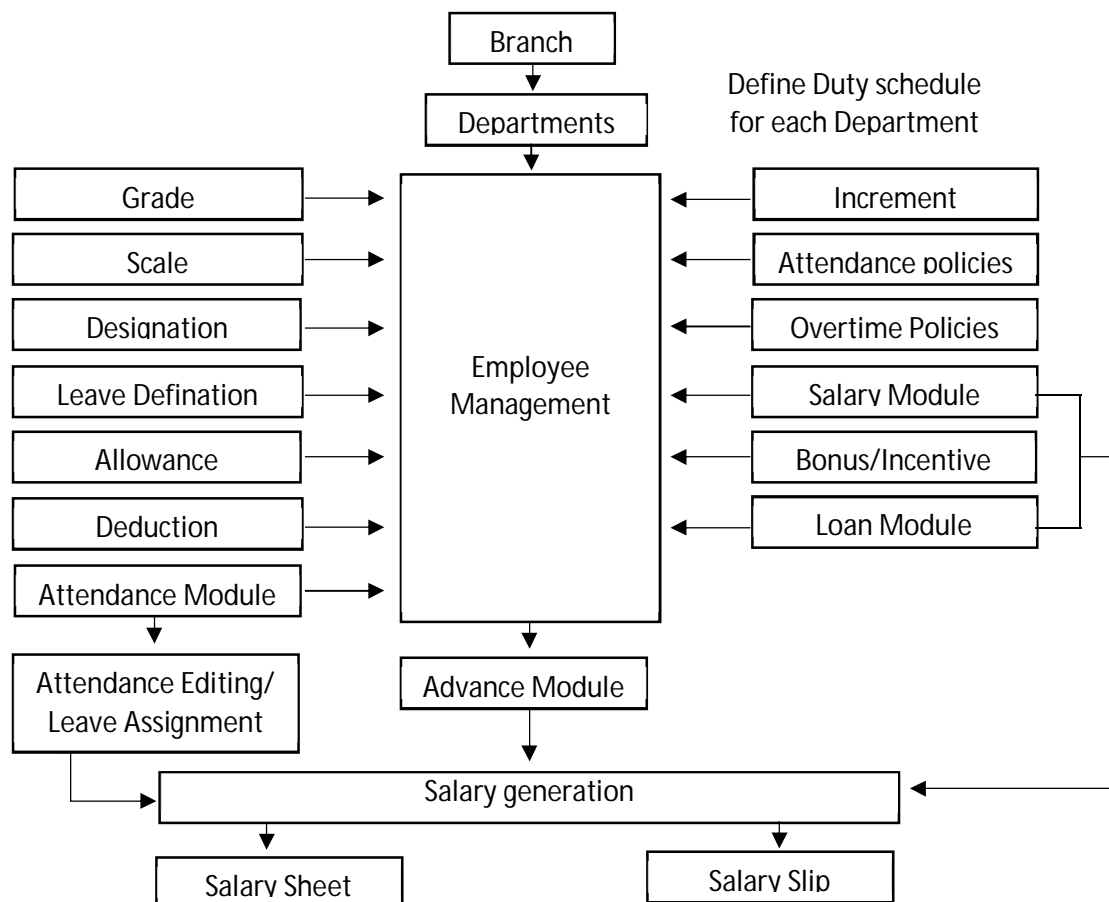 Branch
Define Duty schedule
for each Department
Departments
Grade
Increment
Scale
Attendance policies
Designation
Overtime Policies
Employee
Management
Leave Defination
Salary Module
Allowance
Bonus/Incentive
Deduction
Loan Module
Attendance Module
Attendance Editing/
Leave Assignment
Advance Module
Salary generation
Salary Sheet
Salary Slip